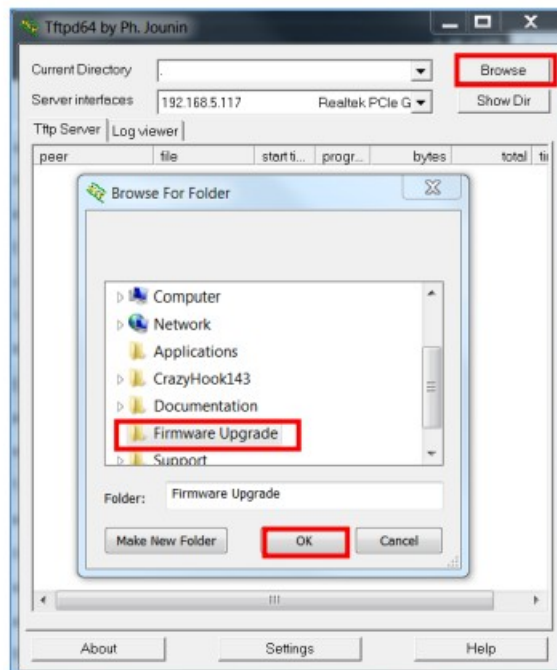 Tftpd64 by Ph. Jounin
Current Directory . Browse
Server interfaces 192.168.5.117 Realtek PCIe G Show Dir
Tftp Server Log viewer
peer file start ti... progr... bytes total
Browse For Folder
Computer
Network
Applications
CrazyHook143
Documentation
Firmware Upgrade
Support
Folder: Firmware Upgrade
Make New Folder OK Cancel
About Settings Help